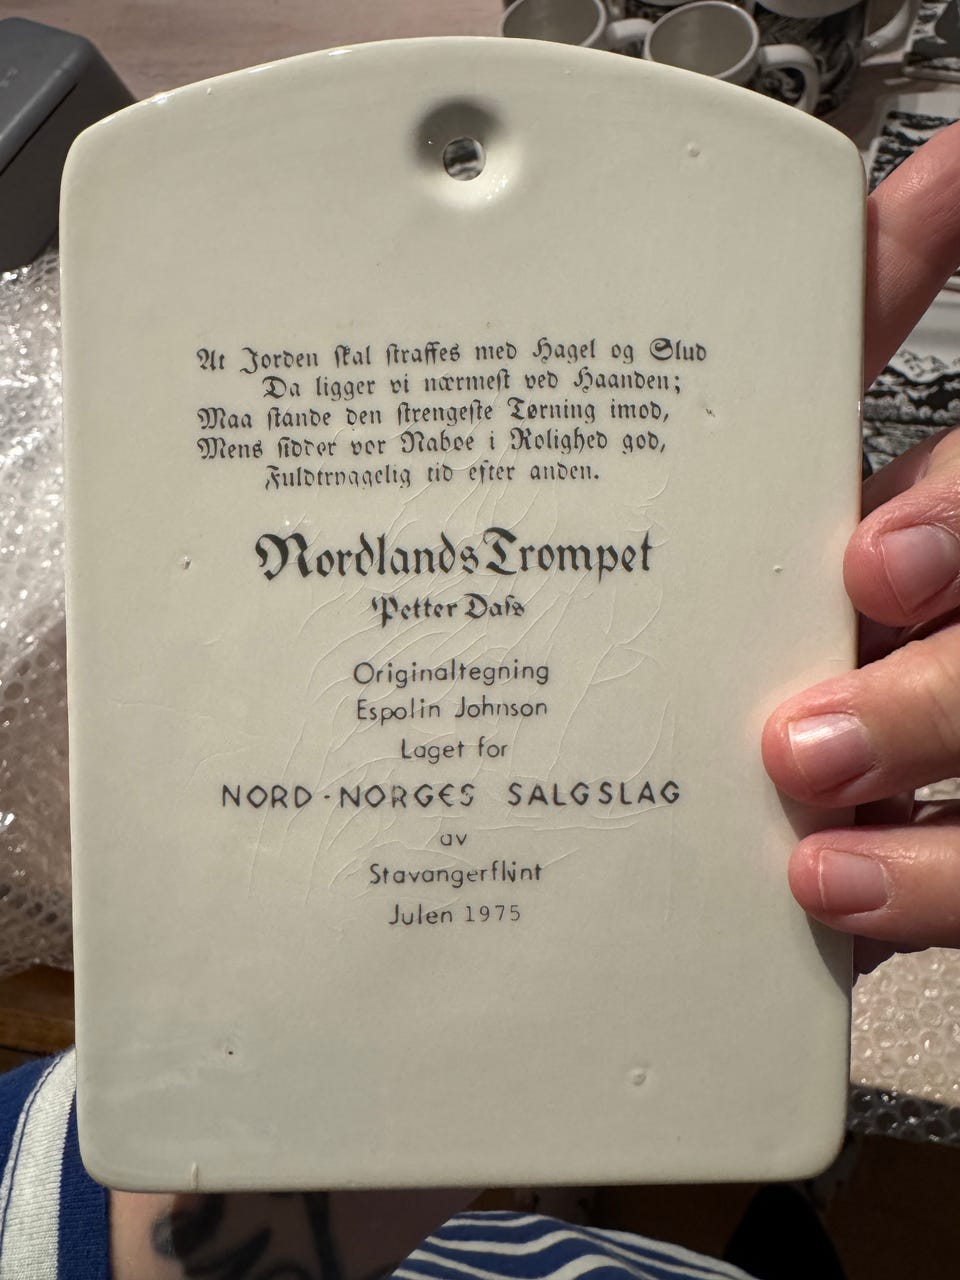 At Jorden skal straffes med Hagel og Slud
Da ligger vi nærmest ved Haanden;
Maa stande den strengeste Tørning imod,
Mens sidder vor Naboe i Rolighed god,
Fuldtryggelig tid efter anden.
Nordlands Trompet
Petter Dass
Originaltegning
Espolin Johnson
Laget for
NORD-NORGES SALGSLAG
av
Stavangerflint
Julen 1975